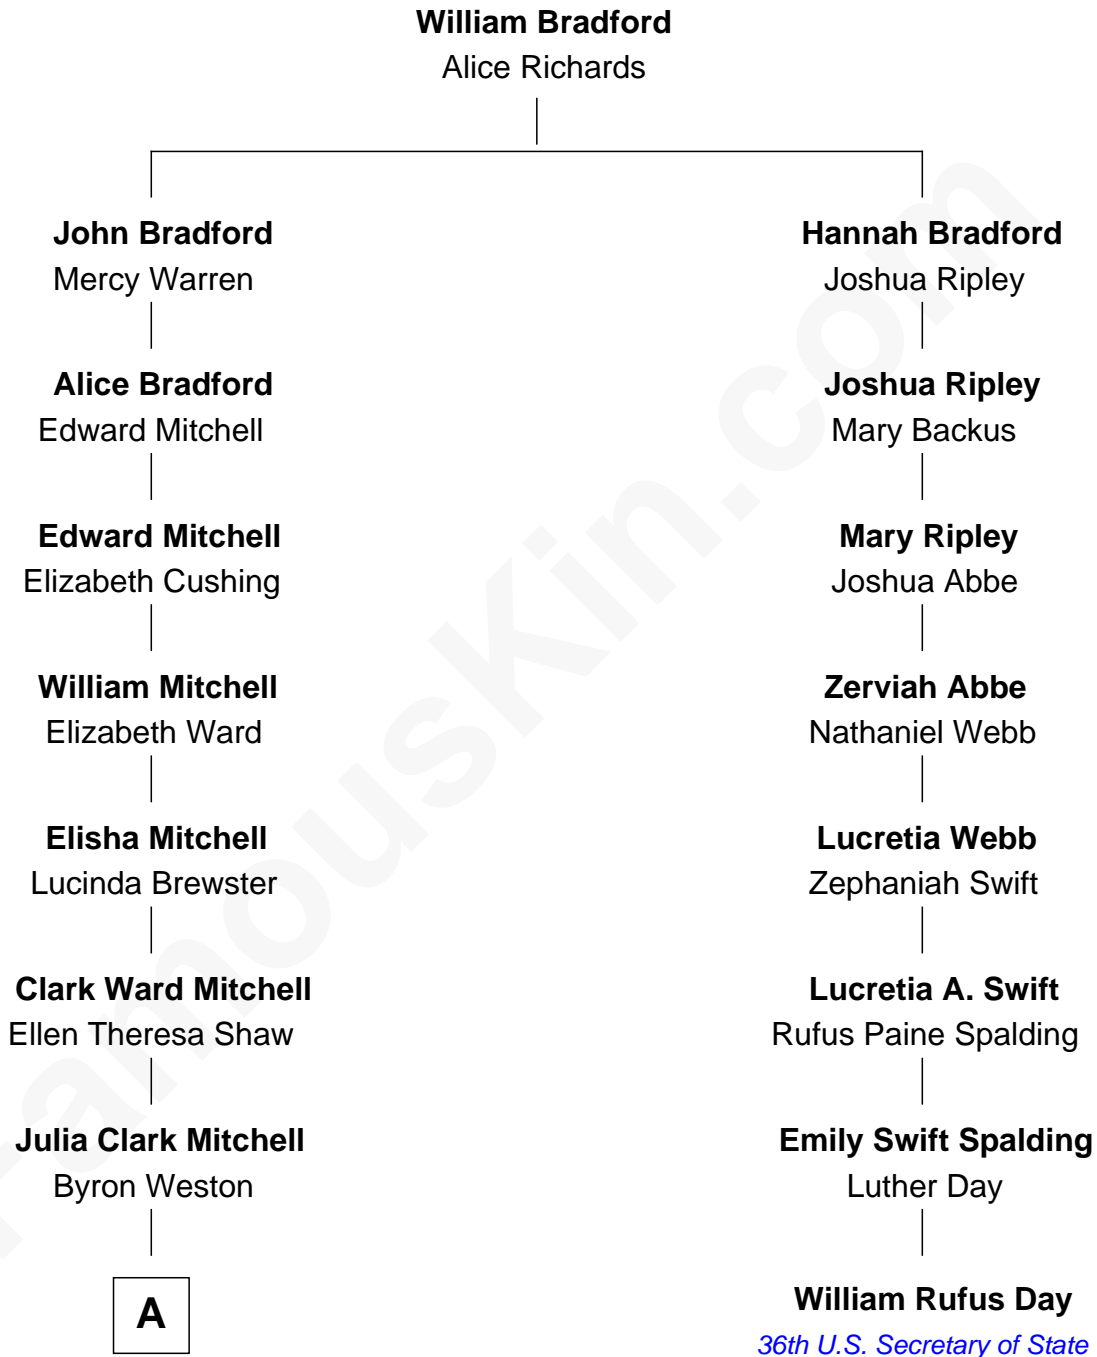 William Bradford
Alice Richards
John Bradford
Mercy Warren
Hannah Bradford
Joshua Ripley
Alice Bradford
Edward Mitchell
Joshua Ripley
Mary Backus
Edward Mitchell
Elizabeth Cushing
Mary Ripley
Joshua Abbe
William Mitchell
Elizabeth Ward
Zerviah Abbe
Nathaniel Webb
Elisha Mitchell
Lucinda Brewster
Lucretia Webb
Zephaniah Swift
Clark Ward Mitchell
Ellen Theresa Shaw
Lucretia A. Swift
Rufus Paine Spalding
Julia Clark Mitchell
Byron Weston
Emily Swift Spalding
Luther Day
A
William Rufus Day
36th U.S. Secretary of State
FamousKin.com